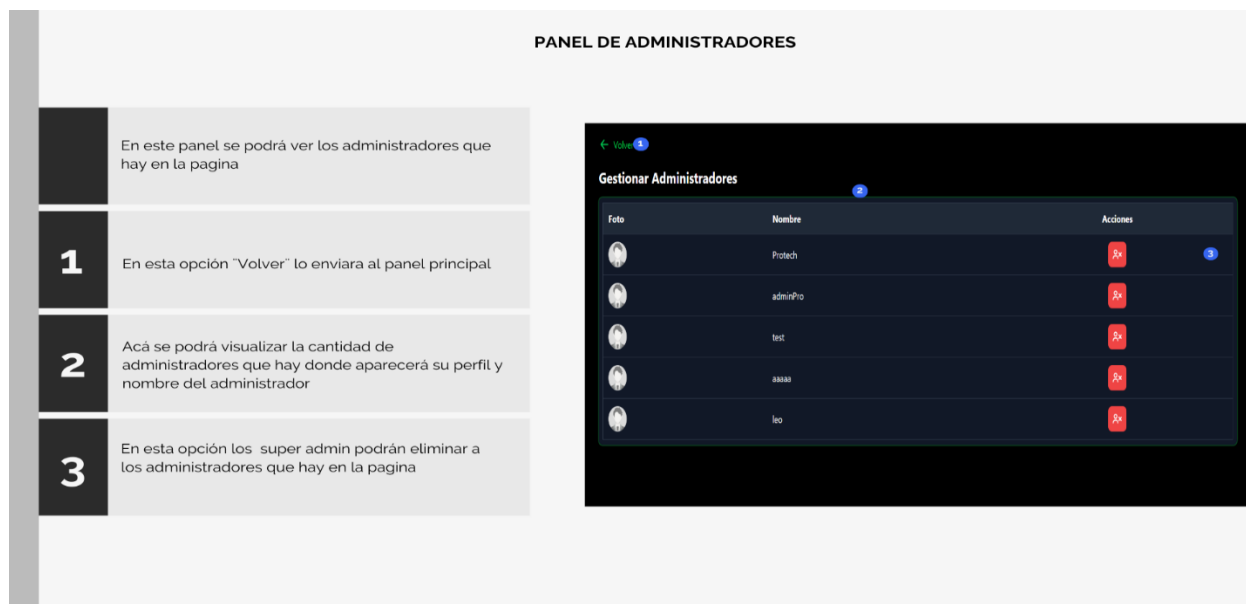 PANEL DE ADMINISTRADORES
En este panel se podrá ver los administradores que
hay en la pagina
1
En esta opción ¨Volver¨ lo enviara al panel principal
2
Acá se podrá visualizar la cantidad de
administradores que hay donde aparecerá su perfil y
nombre del administrador
3
En esta opción los  super admin podrán eliminar a
los administradores que hay en la pagina
← Volver 1
Gestionar Administradores
2
Foto Nombre Acciones
Protech 3
adminPro
test
aaaaa
leo